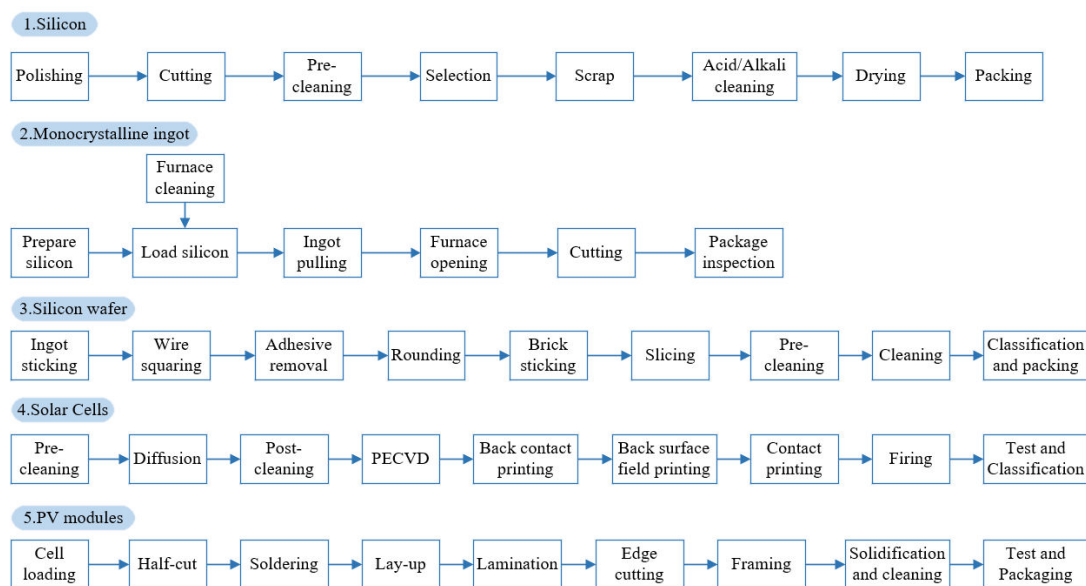 1.Silicon
Polishing
Cutting
Pre-
cleaning
Selection
Scrap
Acid/Alkali
cleaning
Drying
Packing
2.Monocrystalline ingot
Furnace
cleaning
Prepare
silicon
Load silicon
Ingot
pulling
Furnace
opening
Cutting
Package
inspection
3.Silicon wafer
Ingot
sticking
Wire
squaring
Adhesive
removal
Rounding
Brick
sticking
Slicing
Pre-
cleaning
Cleaning
Classification
and packing
4.Solar Cells
Pre-
cleaning
Diffusion
Post-
cleaning
PECVD
Back contact
printing
Back surface
field printing
Contact
printing
Firing
Test and
Classification
5.PV modules
Cell
loading
Half-cut
Soldering
Lay-up
Lamination
Edge
cutting
Framing
Solidification
and cleaning
Test and
Packaging